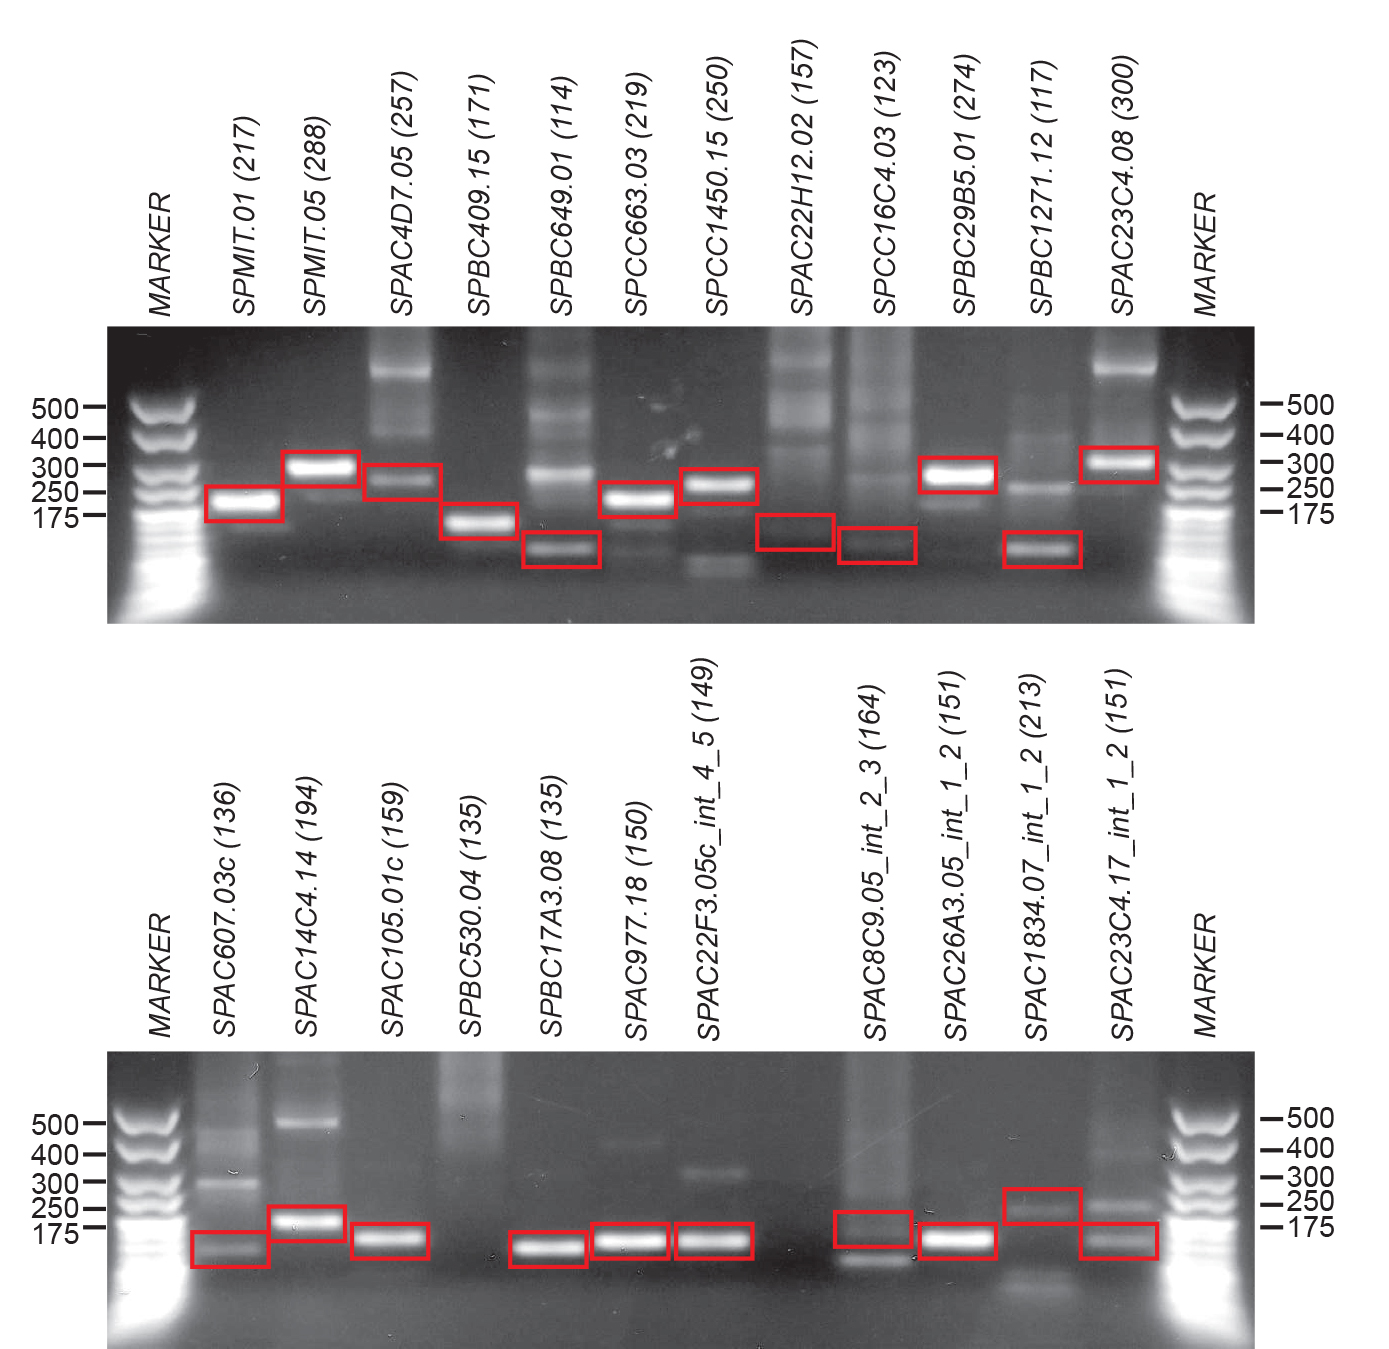 MARKER
SPMIT.01 (217)
SPMIT.05 (288)
SPAC4D7.05 (257)
SPBC409.15 (171)
SPBC649.01 (114)
SPCC663.03 (219)
SPCC1450.15 (250)
SPAC22H12.02 (157)
SPCC16C4.03 (123)
SPBC29B5.01 (274)
SPBC1271.12 (117)
SPAC23C4.08 (300)
MARKER
500
400
300
250
175
500
400
300
250
175
MARKER
SPAC607.03c (136)
SPAC14C4.14 (194)
SPAC105.01c (159)
SPBC530.04 (135)
SPBC17A3.08 (135)
SPAC977.18 (150)
SPAC22F3.05c_int_4_5 (149)
SPAC8C9.05_int_2_3 (164)
SPAC26A3.05_int_1_2 (151)
SPAC1834.07_int_1_2 (213)
SPAC23C4.17_int_1_2 (151)
MARKER
500
400
300
250
175
500
400
300
250
175